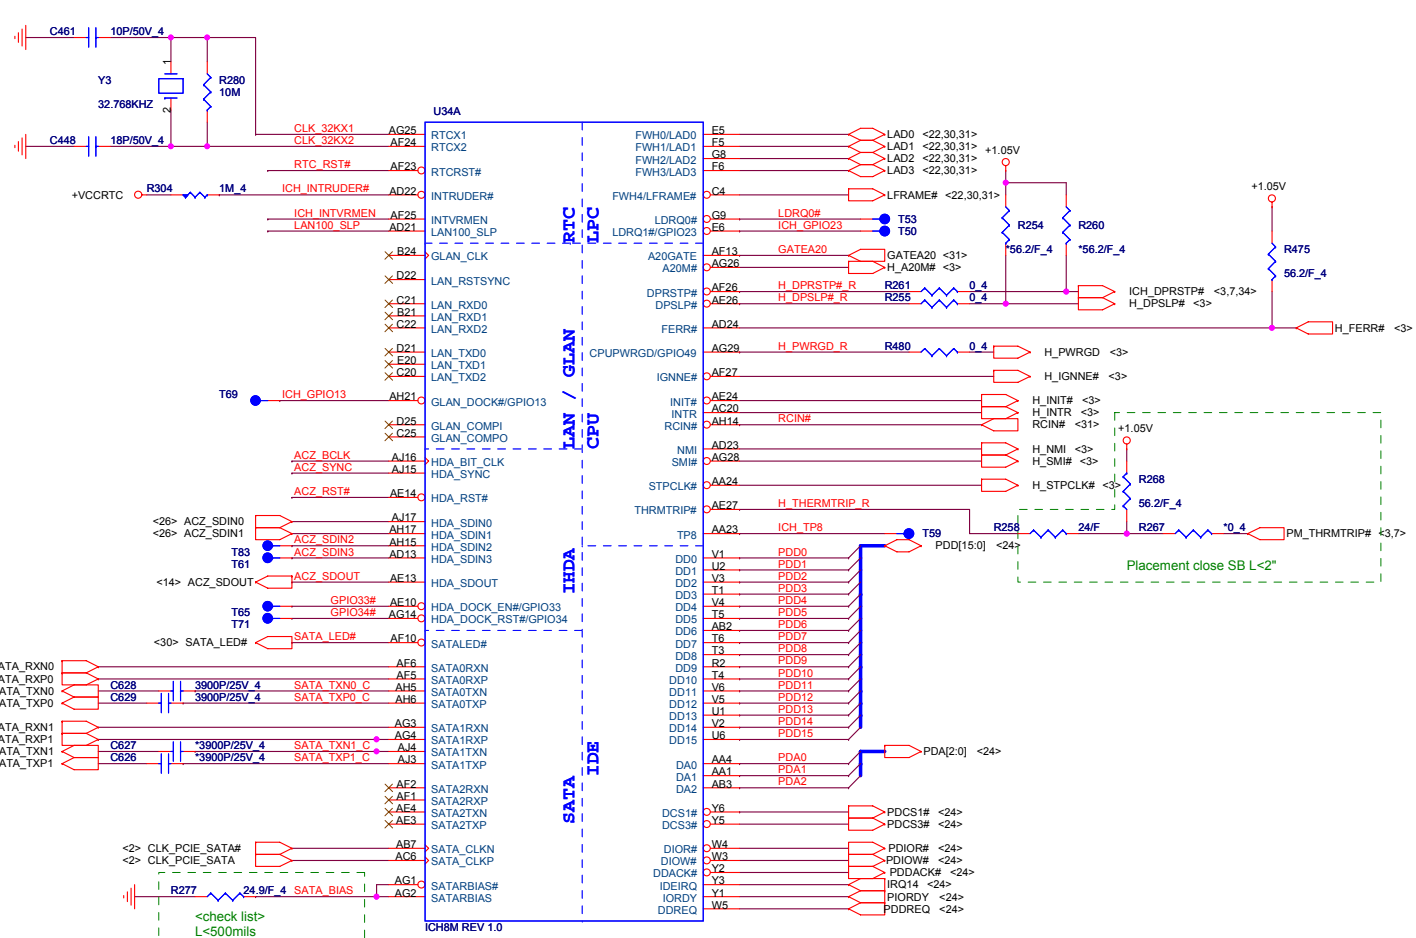 C461 10P/50V_4
Y3
32.768KHZ
1
2
R280
10M
C448 18P/50V_4
U34A
CLK_32KX1 AG25 RTCX1
CLK_32KX2 AF24 RTCX2
RTC_RST# AF23 RTCRST#
+VCCRTC R304 1M_4 ICH_INTRUDER# AD22 INTRUDER#
ICH_INTVRMEN AF25 INTVRMEN
LAN100_SLP AD21 LAN100_SLP
B24 GLAN_CLK
D22 LAN_RSTSYNC
C21 LAN_RXD0
B21 LAN_RXD1
C22 LAN_RXD2
D21 LAN_TXD0
E20 LAN_TXD1
C20 LAN_TXD2
T69 ICH_GPIO13 AH21 GLAN_DOCK#/GPIO13
D25 GLAN_COMPI
C25 GLAN_COMPO
ACZ_BCLK AJ16 HDA_BIT_CLK
ACZ_SYNC AJ15 HDA_SYNC
ACZ_RST# AE14 HDA_RST#
<26> ACZ_SDIN0 AJ17 HDA_SDIN0
<26> ACZ_SDIN1 AH17 HDA_SDIN1
T83 ACZ_SDIN2 AH15 HDA_SDIN2
T61 ACZ_SDIN3 AD13 HDA_SDIN3
<14> ACZ_SDOUT ACZ_SDOUT AE13 HDA_SDOUT
T65 GPIO33# AE10 HDA_DOCK_EN#/GPIO33
T71 GPIO34# AG14 HDA_DOCK_RST#/GPIO34
<30> SATA_LED# SATA_LED# AF10 SATALED#
ATA_RXN0 AF6 SATA0RXN
ATA_RXP0 AF5 SATA0RXP
ATA_TXN0 C628 3900P/25V_4 SATA_TXN0_C AH5 SATA0TXN
ATA_TXP0 C629 3900P/25V_4 SATA_TXP0_C AH6 SATA0TXP
ATA_RXN1 AG3 SATA1RXN
ATA_RXP1 AG4 SATA1RXP
ATA_TXN1 C627 *3900P/25V_4 SATA_TXN1_C AJ4 SATA1TXN
ATA_TXP1 C626 *3900P/25V_4 SATA_TXP1_C AJ3 SATA1TXP
AF2 SATA2RXN
AF1 SATA2RXP
AE4 SATA2TXN
AE3 SATA2TXP
<2> CLK_PCIE_SATA# AB7 SATA_CLKN
<2> CLK_PCIE_SATA AC6 SATA_CLKP
AG1 SATARBIAS#
R277 24.9/F_4 SATA_BIAS AG2 SATARBIAS
<check list>
L<500mils
ICH8M REV 1.0
RTC
LPC
LAN / GLAN
CPU
IHDA
SATA
IDE
FWH0/LAD0 E5 LAD0 <22,30,31>
FWH1/LAD1 F5 LAD1 <22,30,31>
FWH2/LAD2 G8 LAD2 <22,30,31>
FWH3/LAD3 F6 LAD3 <22,30,31>
FWH4/LFRAME# C4 LFRAME# <22,30,31>
LDRQ0# G9 LDRQ0# T53
LDRQ1#/GPIO23 E6 ICH_GPIO23 T50
A20GATE AF13 GATEA20 GATEA20 <31>
A20M# AG26 H_A20M# <3>
+1.05V
R254
*56.2/F_4
R260
*56.2/F_4
+1.05V
R475
56.2/F_4
DPRSTP# AF26 H_DPRSTP#_R R261 0_4 ICH_DPRSTP# <3,7,34>
DPSLP# AE26 H_DPSLP#_R R255 0_4 H_DPSLP# <3>
FERR# AD24 H_FERR# <3>
CPUPWRGD/GPIO49 AG29 H_PWRGD_R R480 0_4 H_PWRGD <3>
IGNNE# AF27 H_IGNNE# <3>
INIT# AE24 H_INIT# <3>
INTR AC20 H_INTR <3>
RCIN# AH14 RCIN# RCIN# <31>
NMI AD23 H_NMI <3>
SMI# AG28 H_SMI# <3>
STPCLK# AA24 H_STPCLK# <3>
THRMTRIP# AE27 H_THERMTRIP_R
+1.05V
R268
56.2/F_4
R258 24/F R267 *0_4 PM_THRMTRIP# <3,7>
Placement close SB L<2"
TP8 AA23 ICH_TP8 T59
PDD[15:0] <24>
DD0 V1 PDD0
DD1 U2 PDD1
DD2 V3 PDD2
DD3 T1 PDD3
DD4 V4 PDD4
DD5 T5 PDD5
DD6 AB2 PDD6
DD7 T6 PDD7
DD8 T3 PDD8
DD9 R2 PDD9
DD10 T4 PDD10
DD11 V6 PDD11
DD12 V5 PDD12
DD13 U1 PDD13
DD14 V2 PDD14
DD15 U6 PDD15
PDA[2:0] <24>
DA0 AA4 PDA0
DA1 AA1 PDA1
DA2 AB3 PDA2
DCS1# Y6 PDCS1# <24>
DCS3# Y5 PDCS3# <24>
DIOR# W4 PDIOR# <24>
DIOW# W3 PDIOW# <24>
DDACK# Y2 PDDACK# <24>
IDEIRQ Y3 IRQ14 <24>
IORDY Y1 PIORDY <24>
DDREQ W5 PDDREQ <24>